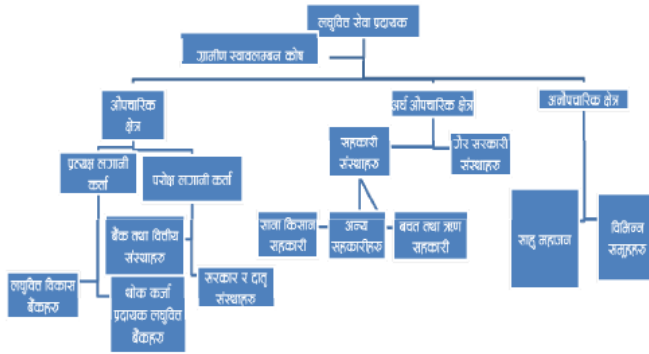 लघुवित्त सेवा प्रदायक
ग्रामीण स्वावलम्बन कोष
औपचारिक
क्षेत्र
अर्ध औपचारिक क्षेत्र
अनौपचारिक क्षेत्र
प्रत्यक्ष लगानी
कर्ता
परोक्ष लगानी कर्ता
सहकारी
संस्थाहरु
गैर सरकारी
संस्थाहरु
बैंक तथा वित्तीय
संस्थाहरु
साना किसान
सहकारी
अन्य
सहकारीहरु
बचत तथा ऋण
सहकारी
साहु महाजन
विभिन्न
समूहहरु
लघुवित्त विकास
बैंकहरु
थोक कर्जा
प्रदायक लघुवित्त
बैंकहरु
सरकार र दातृ
संस्थाहरु